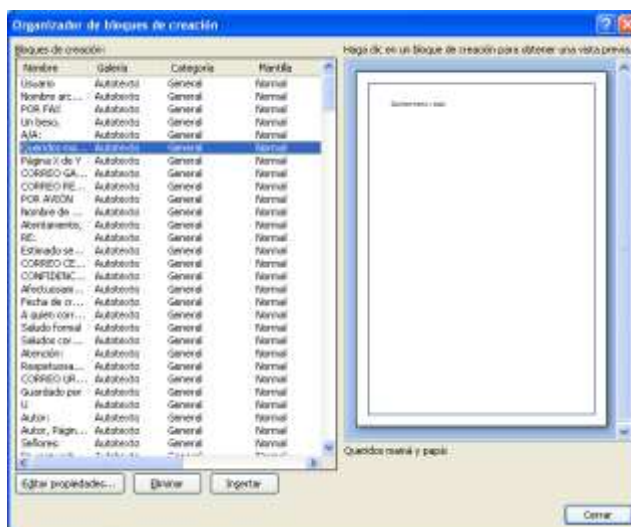 Organizador de bloques de creación
Bloques de creación:
Haga clic en un bloque de creación para obtener una vista previa
Nombre Galería Categoría Plantilla
Usuario Autotexto General Normal
Nombre arc... Autotexto General Normal
POR FAX Autotexto General Normal
Un beso, Autotexto General Normal
A/A: Autotexto General Normal
Queridos ma... Autotexto General Normal
Página X de Y Autotexto General Normal
CORREO GA... Autotexto General Normal
CORREO RE... Autotexto General Normal
POR AVIÓN Autotexto General Normal
Nombre de ... Autotexto General Normal
Atentamente, Autotexto General Normal
RE: Autotexto General Normal
Estimado se... Autotexto General Normal
CORREO CE... Autotexto General Normal
CONFIDENC... Autotexto General Normal
Afectuosam... Autotexto General Normal
Fecha de cr... Autotexto General Normal
A quien corr... Autotexto General Normal
Saludo formal Autotexto General Normal
Saludos cor... Autotexto General Normal
Atención: Autotexto General Normal
Respetuosa... Autotexto General Normal
CORREO UR... Autotexto General Normal
Guardado por Autotexto General Normal
Autotexto General Normal
Autor: Autotexto General Normal
Autor, Págin... Autotexto General Normal
Señores: Autotexto General Normal
Queridos mamá y papá:
Editar propiedades... Eliminar Insertar
Cerrar